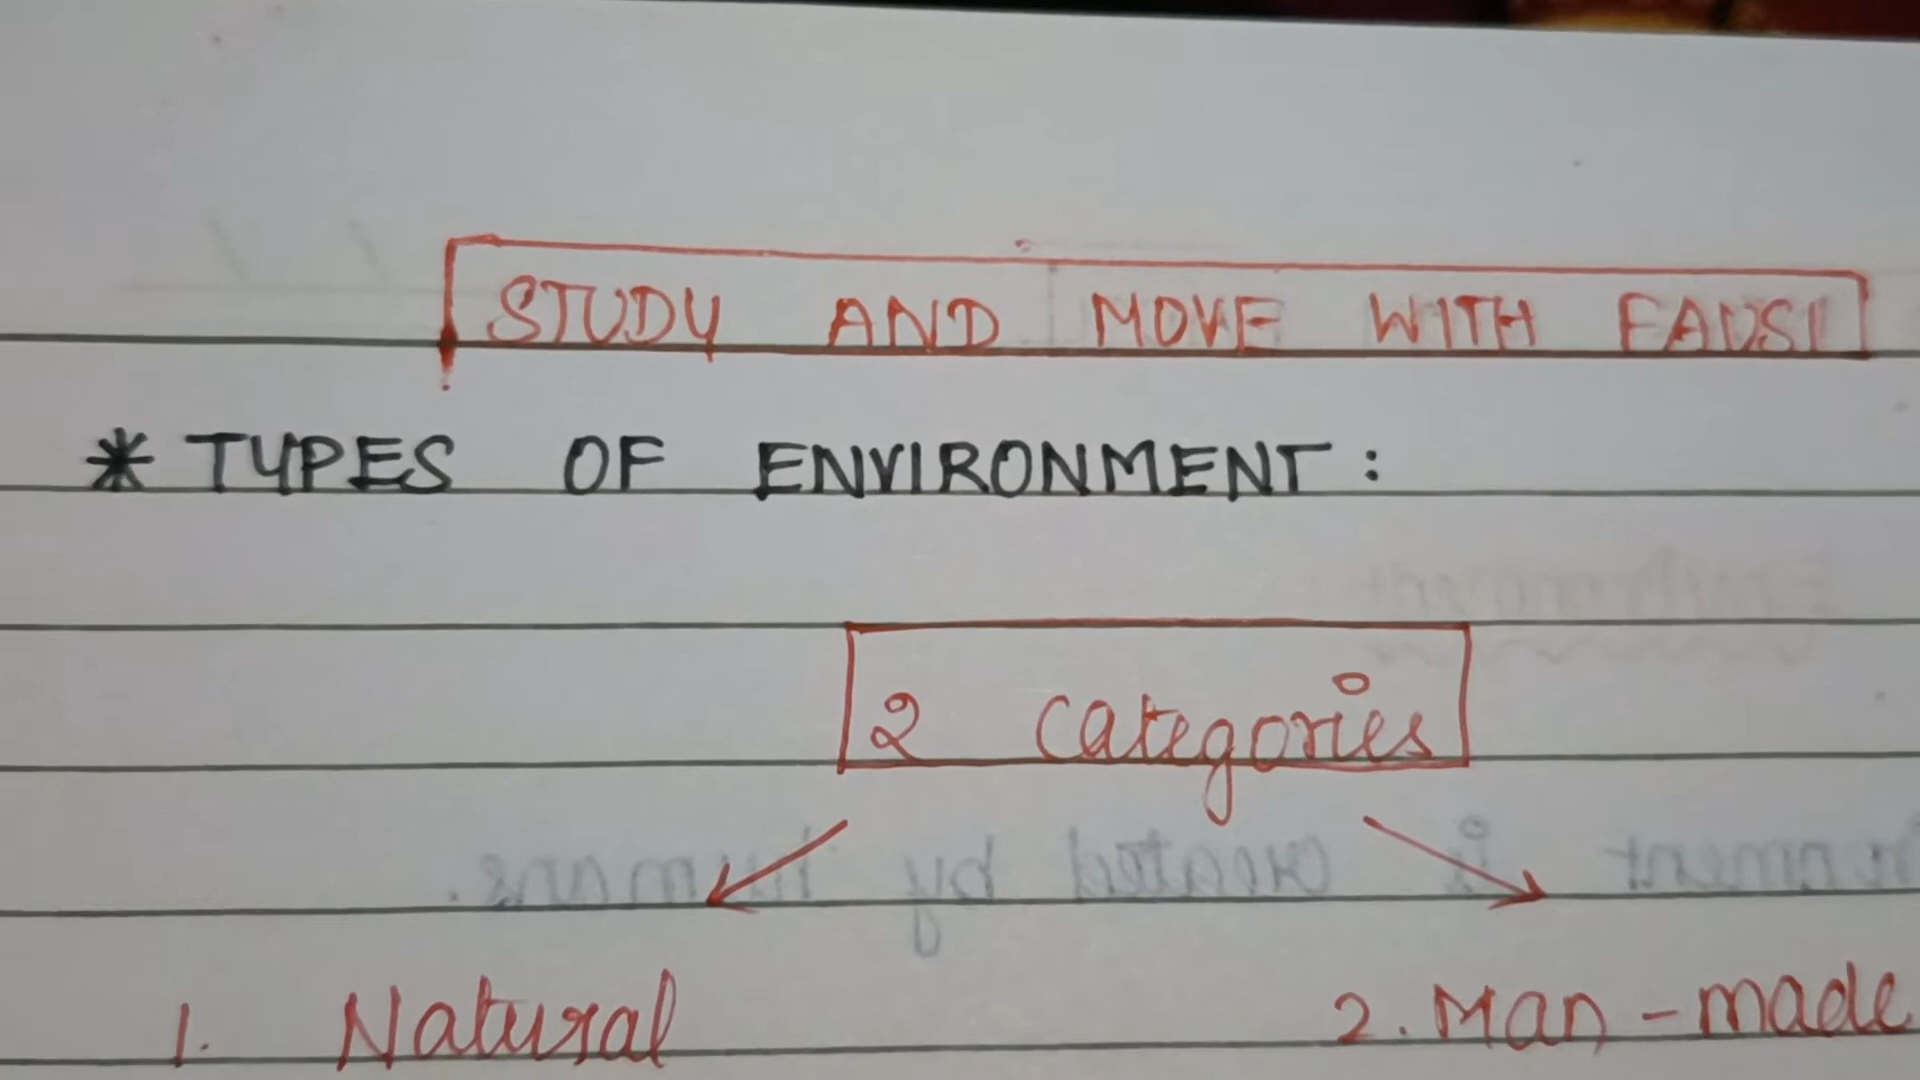 STUDY AND MOVE WITH FAUSI
* TYPES OF ENVIRONMENT:
2 categories
1. Natural
2. Man-made